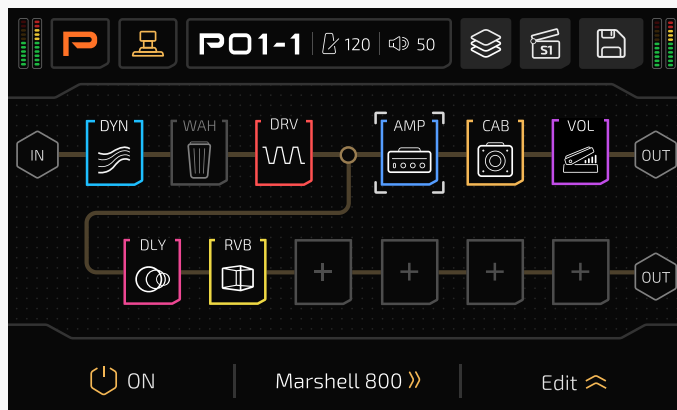 P01-1 120 50 S1
DYN WAH DRV AMP CAB VOL
IN OUT
DLY RVB + + + +
OUT
ON Marshell 800 Edit